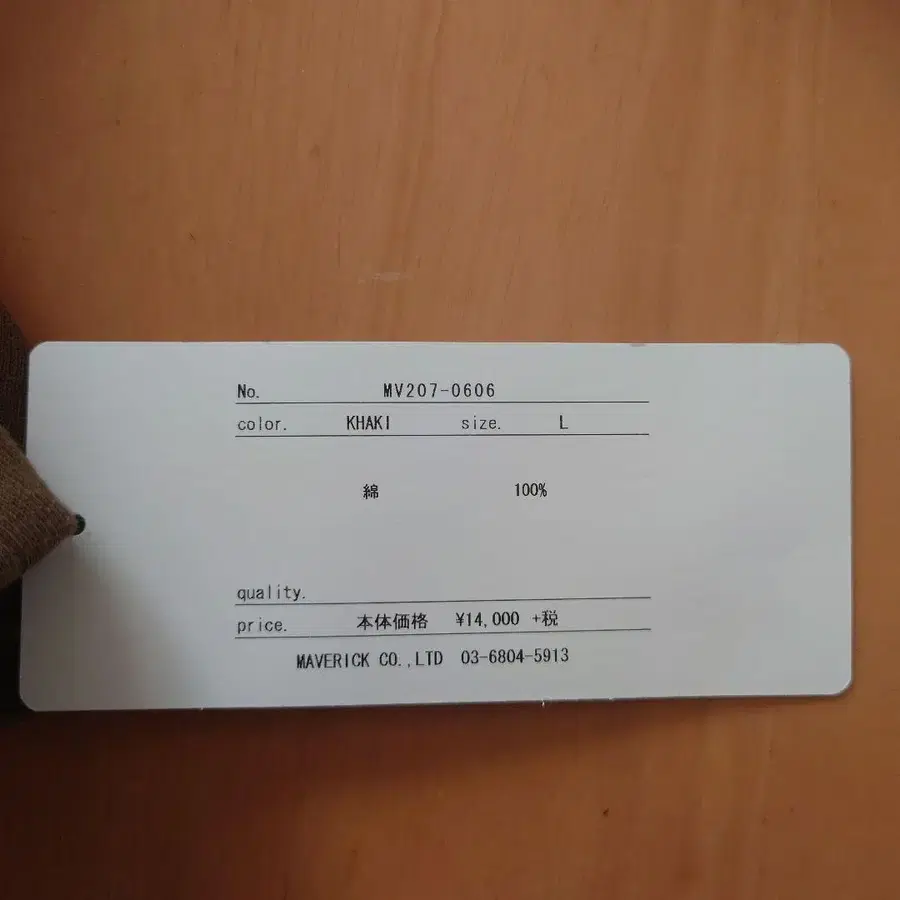 No. MV207-0606
color. KHAKI size. L
綿 100%
quality.
price. 本体価格 ¥14,000 +税
MAVERICK CO.,LTD 03-6804-5913